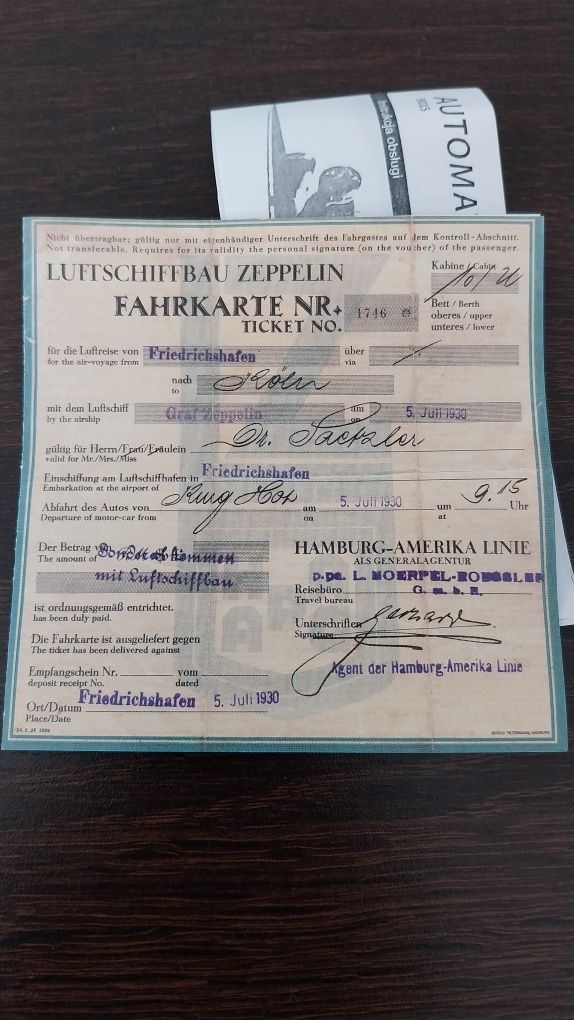 AUTOMA
9015
Instrukcja obsługi
Nicht übertragbar; gültig nur mit eigenhändiger Unterschrift des Fahrgastes auf dem Kontroll-Abschnitt.
Not transferable. Requires for its validity the personal signature (on the voucher) of the passenger.
LUFTSCHIFFBAU ZEPPELIN
Kabine / Cabin
FAHRKARTE NR.
TICKET NO.
1746
Bett / Berth
oberes / upper
unteres / lower
für die Luftreise von Friedrichshafen über
for the air-voyage from via
nach Köln
to
mit dem Luftschiff Graf Zeppelin am 5. Juli 1930
by the airship on
gültig für Herrn/Frau/Fräulein Dr.
valid for Mr./Mrs./Miss
Einschiffung am Luftschiffhafen in Friedrichshafen
Embarkation at the airport of
Abfahrt des Autos von am 5. Juli 1930 um 9.15 Uhr
Departure of motor-car from on at
Der Betrag von Sonderabkommen
The amount of
mit Luftschiffbau
ist ordnungsgemäß entrichtet.
has been duly paid.
Die Fahrkarte ist ausgeliefert gegen
The ticket has been delivered against
Empfangschein Nr. vom
deposit receipt No. dated
Ort/Datum Friedrichshafen 5. Juli 1930
Place/Date
HAMBURG-AMERIKA LINIE
ALS GENERALAGENTUR
Reisebüro G. m. b. H.
Travel bureau
Unterschriften
Signature
Agent der Hamburg-Amerika Linie